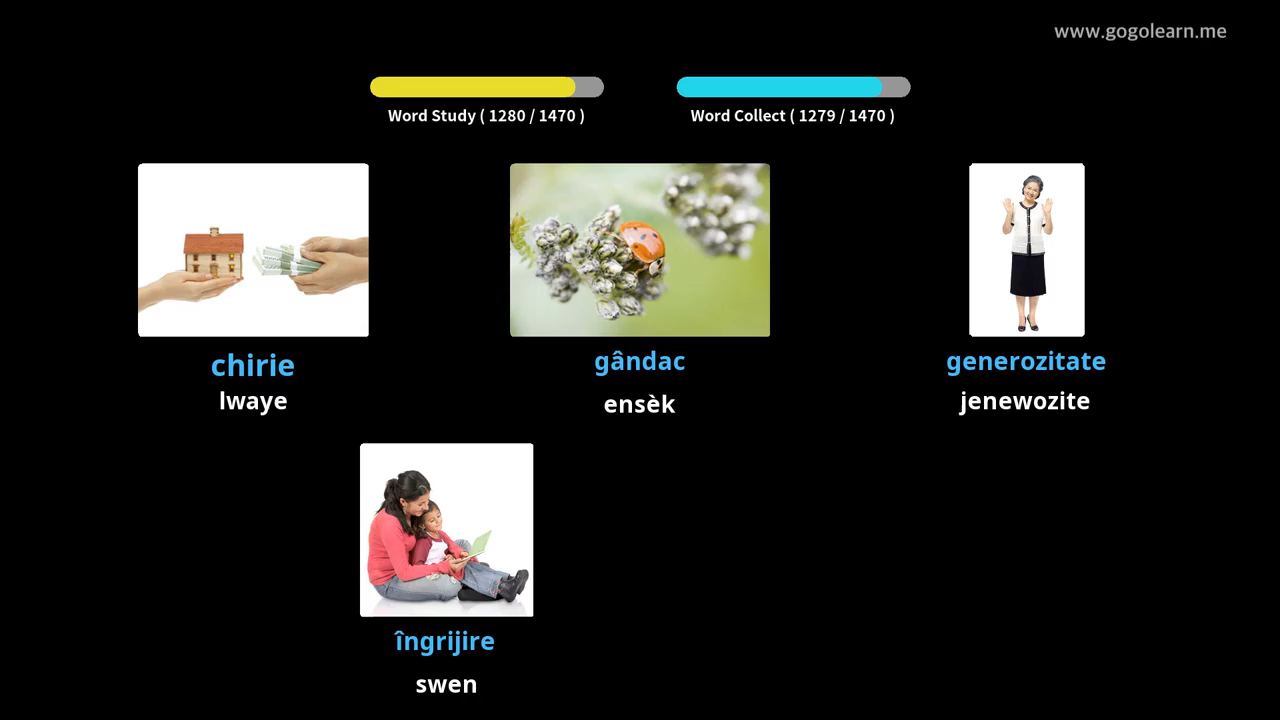 www.gogolearn.me
Word Study ( 1280 / 1470 )
Word Collect ( 1279 / 1470 )
chirie
lwaye
gândac
ensèk
generozitate
jenewozite
îngrijire
swen